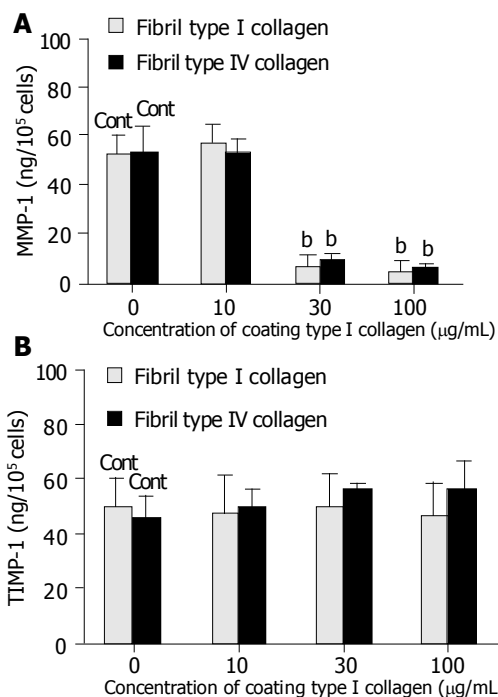 A
Fibril type I collagen
Fibril type IV collagen
MMP-1 (ng/10⁵ cells)
100
80
60
40
20
0
Cont Cont
b b b b
0 10 30 100
Concentration of coating type I collagen (μg/mL)
B
Fibril type I collagen
Fibril type IV collagen
TIMP-1 (ng/10⁵ cells)
100
80
60
40
20
0
Cont Cont
0 10 30 100
Concentration of coating type I collagen (μg/mL